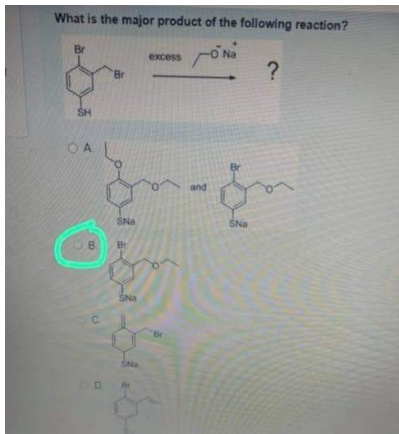 What is the major product of the following reaction?
Br
Br
SH
excess
O Na
- +
?
A.
O
O
SNa
and
Br
O
SNa
B.
Br
O
SNa
C.
Br
SNa
D.
Br